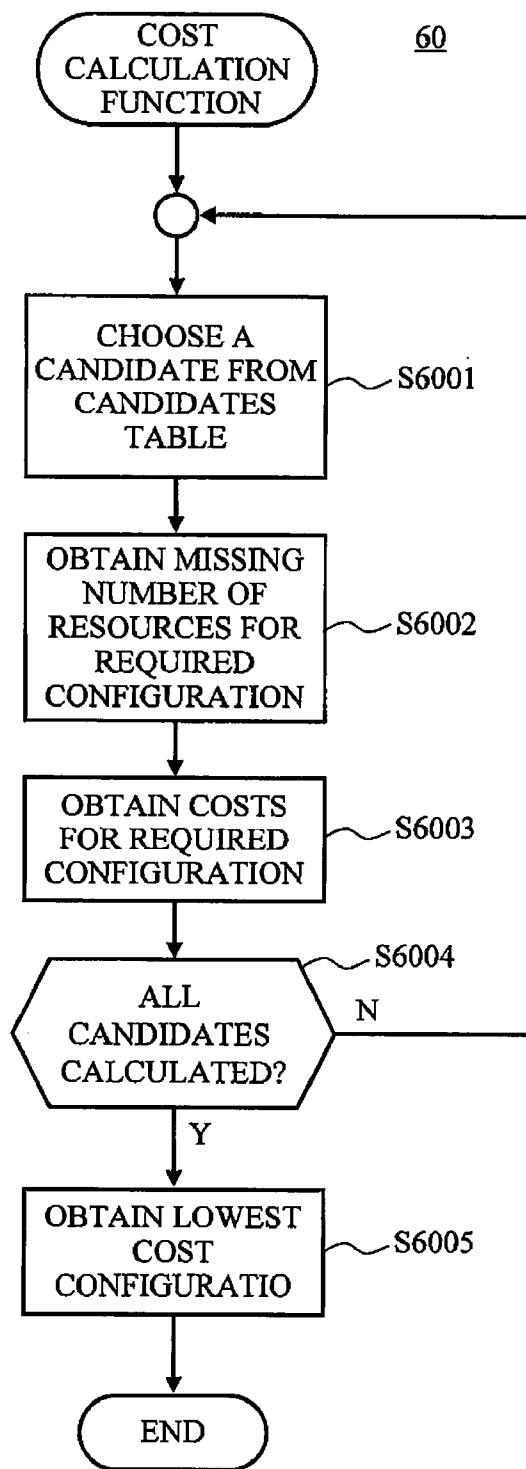 COST
CALCULATION
FUNCTION
60
CHOOSE A
CANDIDATE FROM
CANDIDATES
TABLE
S6001
OBTAIN MISSING
NUMBER OF
RESOURCES FOR
REQUIRED
CONFIGURATION
S6002
OBTAIN COSTS
FOR REQUIRED
CONFIGURATION
S6003
S6004
ALL
CANDIDATES
CALCULATED?
N
Y
OBTAIN LOWEST
COST
CONFIGURATIO
S6005
END